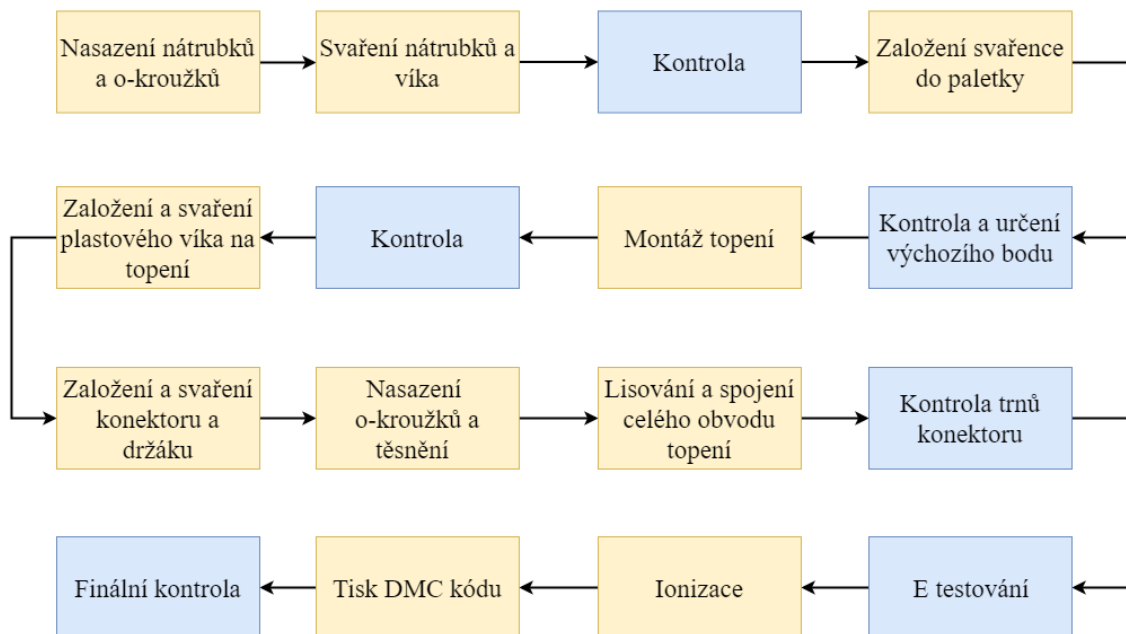 Nasazení nátrubků
a o-kroužků
Svaření nátrubků a
víka
Kontrola
Založení svařence
do paletky
Kontrola a určení
výchozího bodu
Montáž topení
Kontrola
Založení a svaření
plastového víka na
topení
Založení a svaření
konektoru a
držáku
Nasazení
o-kroužků a
těsnění
Lisování a spojení
celého obvodu
topení
Kontrola trnů
konektoru
E testování
Ionizace
Tisk DMC kódu
Finální kontrola